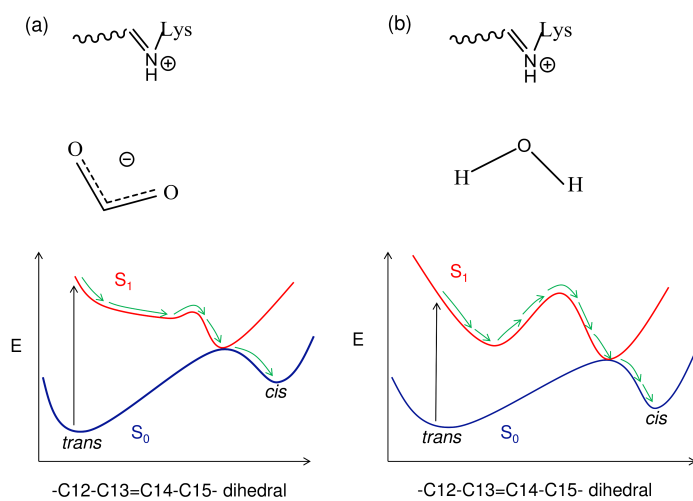 (a)
Lys
N
H
⊕
O
⊖
O
S1
E
trans
S0
cis
-C12-C13=C14-C15- dihedral
(b)
Lys
N
H
⊕
O
H
H
S1
E
trans
S0
cis
-C12-C13=C14-C15- dihedral